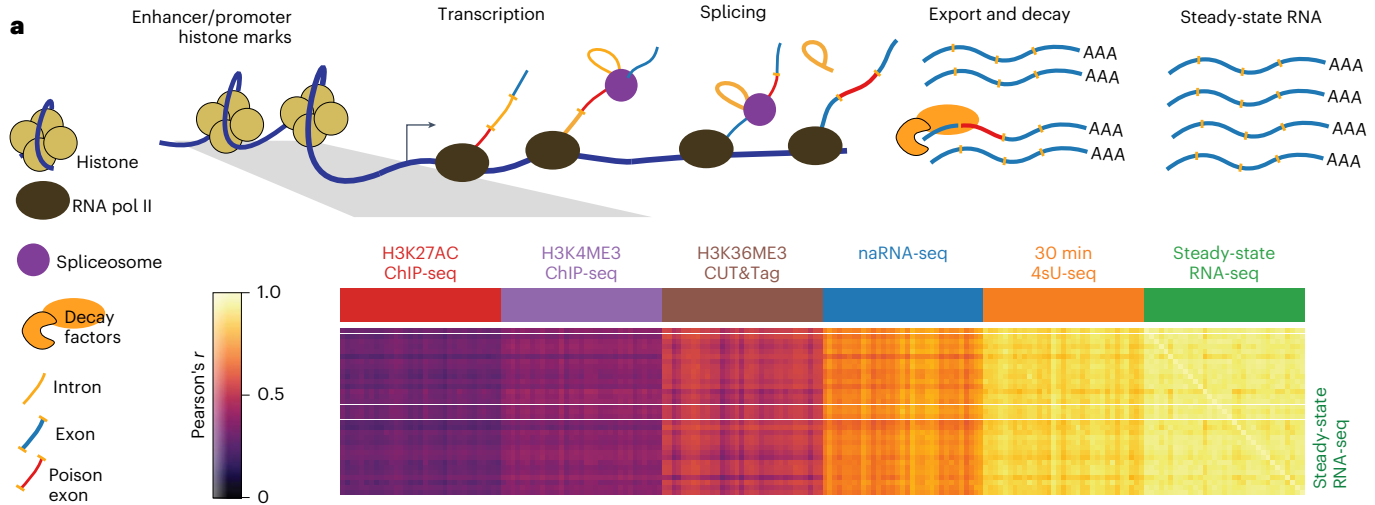 a
Enhancer/promoter
histone marks
Transcription
Splicing
Export and decay
Steady-state RNA
AAA
AAA
AAA
AAA
AAA
AAA
AAA
AAA
Histone
RNA pol II
Spliceosome
Decay
factors
Intron
Exon
Poison
exon
Pearson's r
1.0
0.5
0
H3K27AC
ChIP-seq
H3K4ME3
ChIP-seq
H3K36ME3
CUT&Tag
naRNA-seq
30 min
4sU-seq
Steady-state
RNA-seq
Steady-state
RNA-seq